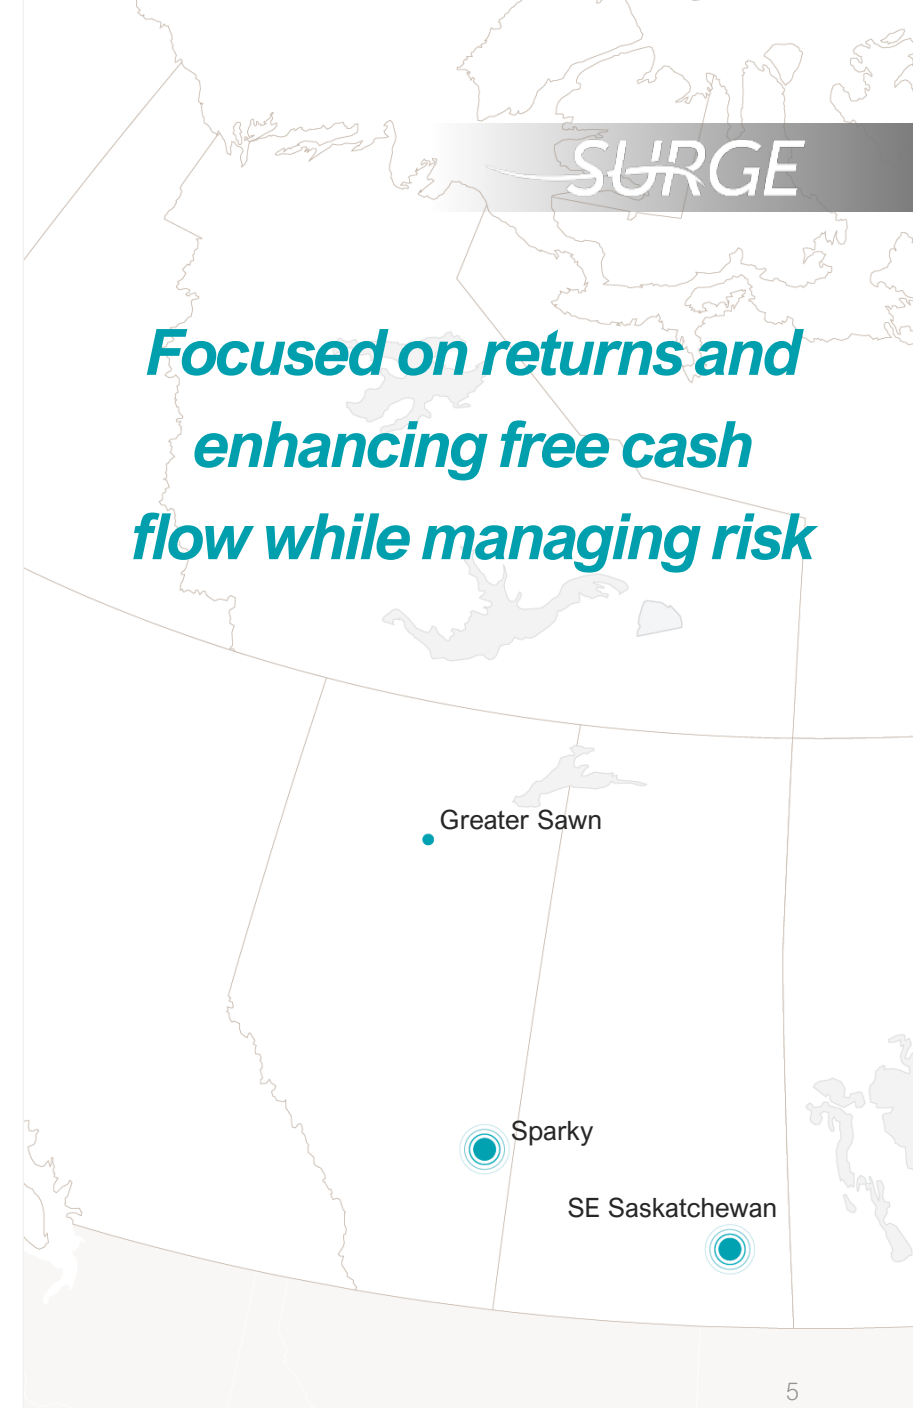 SURGE
Focused on returns and
enhancing free cash
flow while managing risk
Greater Sawn
Sparky
SE Saskatchewan
5